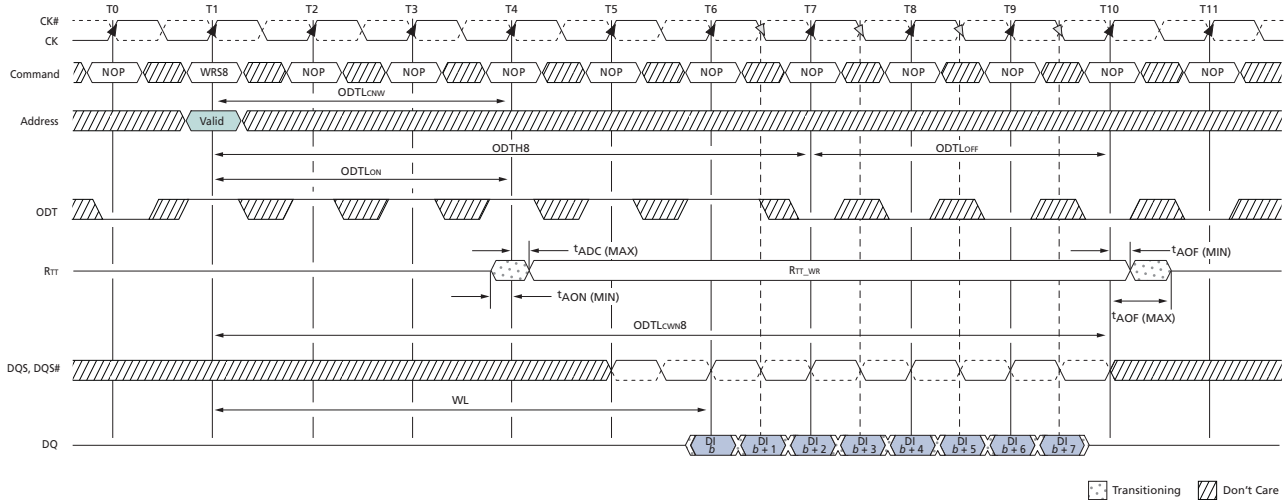 T0 T1 T2 T3 T4 T5 T6 T7 T8 T9 T10 T11
CK#
CK
Command NOP WRS8 NOP NOP NOP NOP NOP NOP NOP NOP NOP NOP
ODTLCNW
Address Valid
ODTH8 ODTLOFF
ODTLON
ODT
tADC (MAX) tAOF (MIN)
RTT RTT_WR
tAON (MIN)
tAOF (MAX)
ODTLCWN8
DQS, DQS#
WL
DQ DI b DI b + 1 DI b + 2 DI b + 3 DI b + 4 DI b + 5 DI b + 6 DI b + 7
Transitioning Don't Care